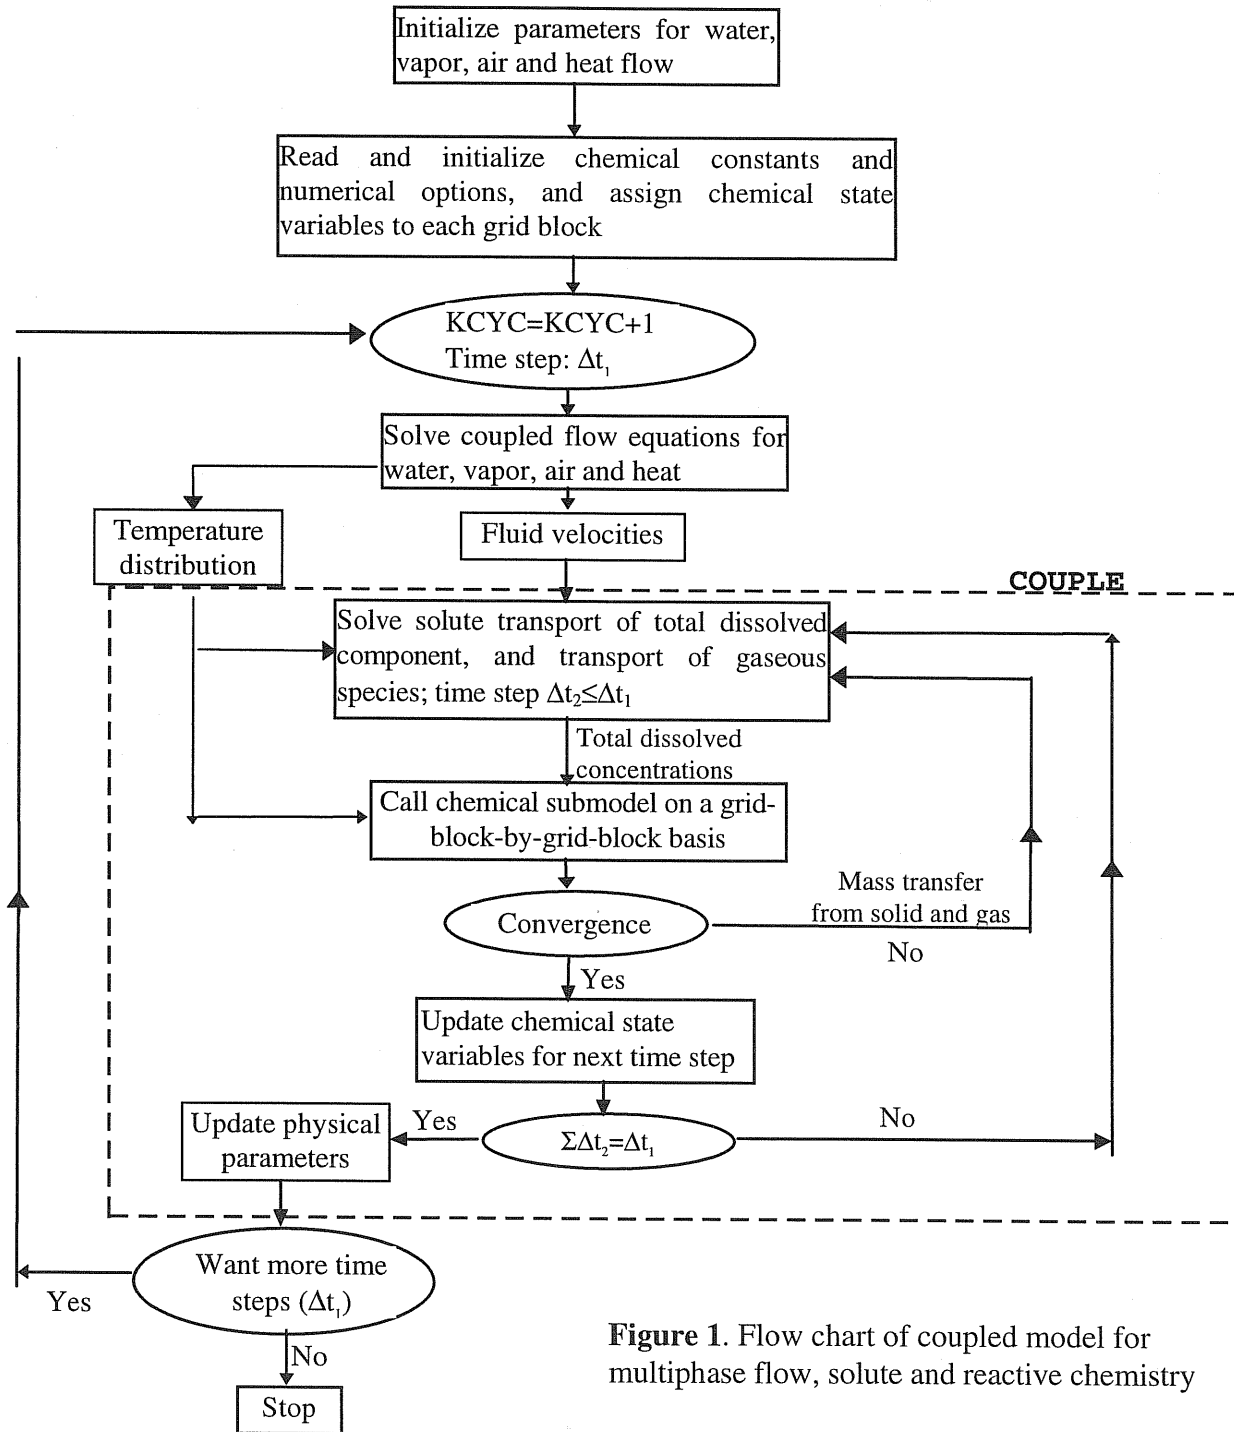 Initialize parameters for water,
vapor, air and heat flow
Read and initialize chemical constants and
numerical options, and assign chemical state
variables to each grid block
KCYC=KCYC+1
Time step: Δt₁
Solve coupled flow equations for
water, vapor, air and heat
Temperature
distribution
Fluid velocities
COUPLE
Solve solute transport of total dissolved
component, and transport of gaseous
species; time step Δt₂≤Δt₁
Total dissolved
concentrations
Call chemical submodel on a grid-
block-by-grid-block basis
Mass transfer
from solid and gas
Convergence
No
Yes
Update chemical state
variables for next time step
Update physical
parameters
Yes
ΣΔt₂=Δt₁
No
Want more time
steps (Δt₁)
Yes
No
Stop
Figure 1. Flow chart of coupled model for
multiphase flow, solute and reactive chemistry